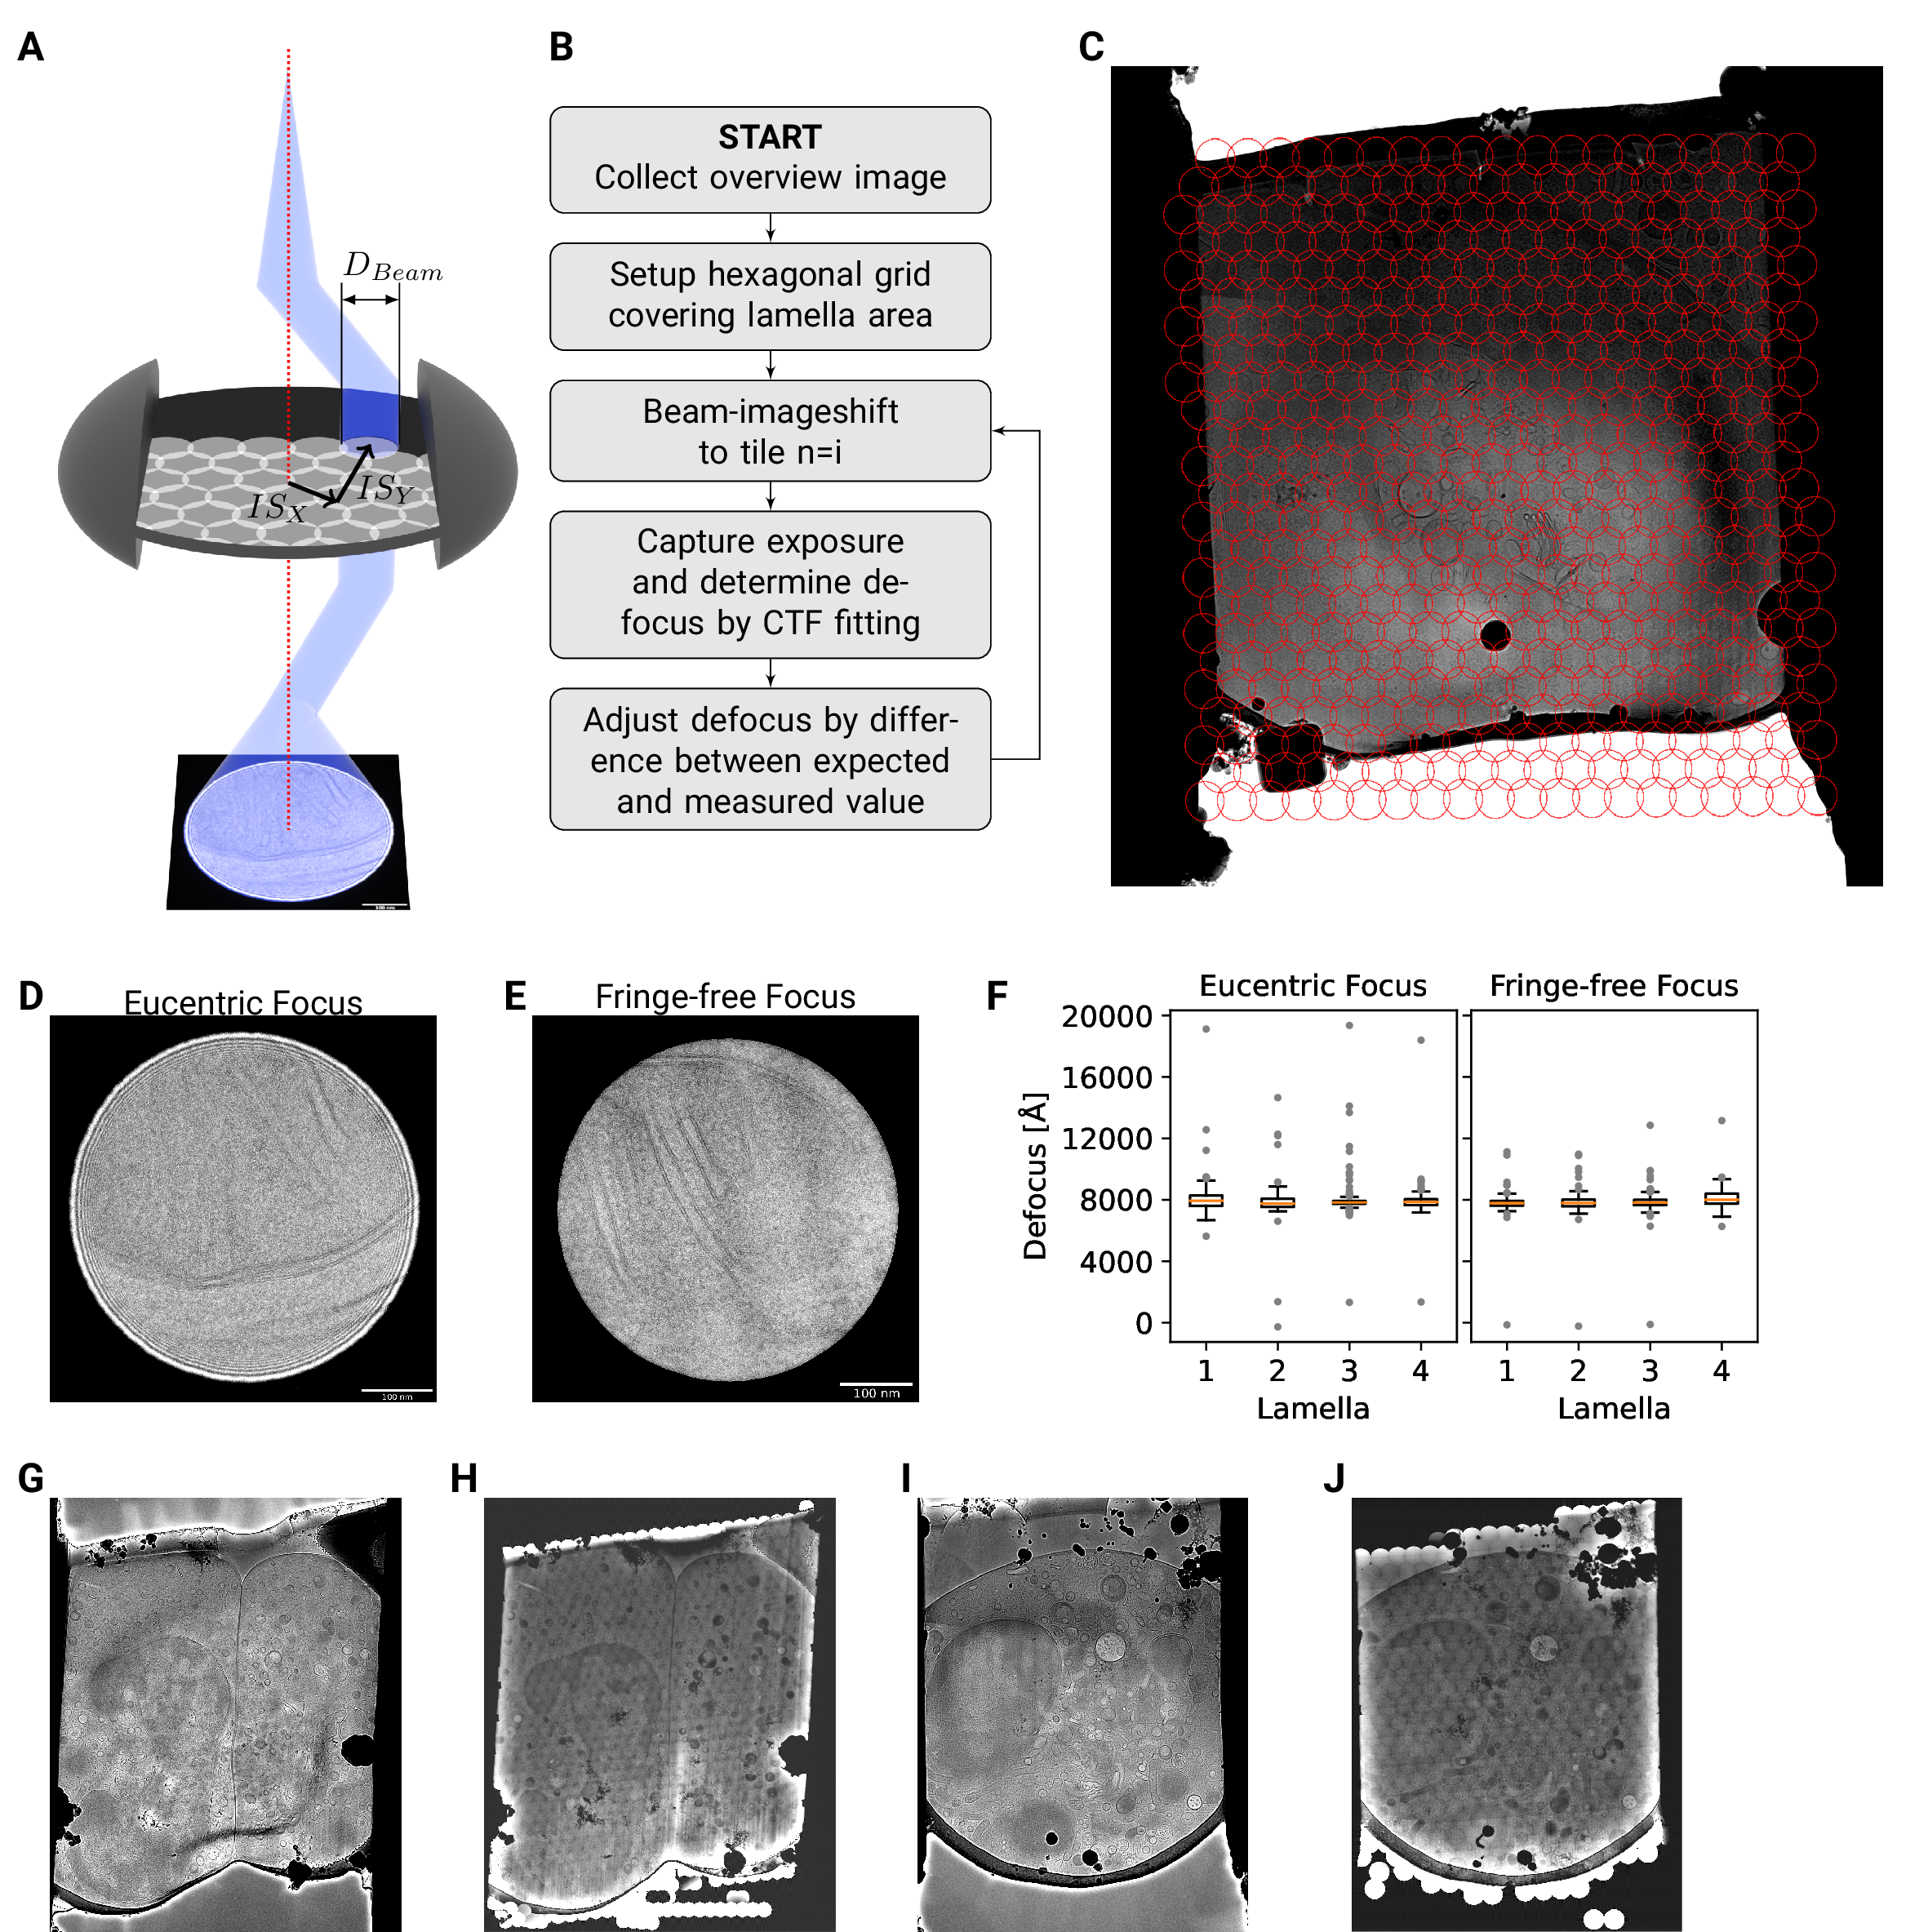 A
B
C
D_Beam
IS_X
IS_Y
100 nm
START
Collect overview image
Setup hexagonal grid
covering lamella area
Beam-imageshift
to tile n=i
Capture exposure
and determine de-
focus by CTF fitting
Adjust defocus by differ-
ence between expected
and measured value
D
Eucentric Focus
100 nm
E
Fringe-free Focus
100 nm
F
Eucentric Focus
Fringe-free Focus
Defocus [Å]
20000
16000
12000
8000
4000
0
1 2 3 4
1 2 3 4
Lamella
Lamella
G
H
I
J